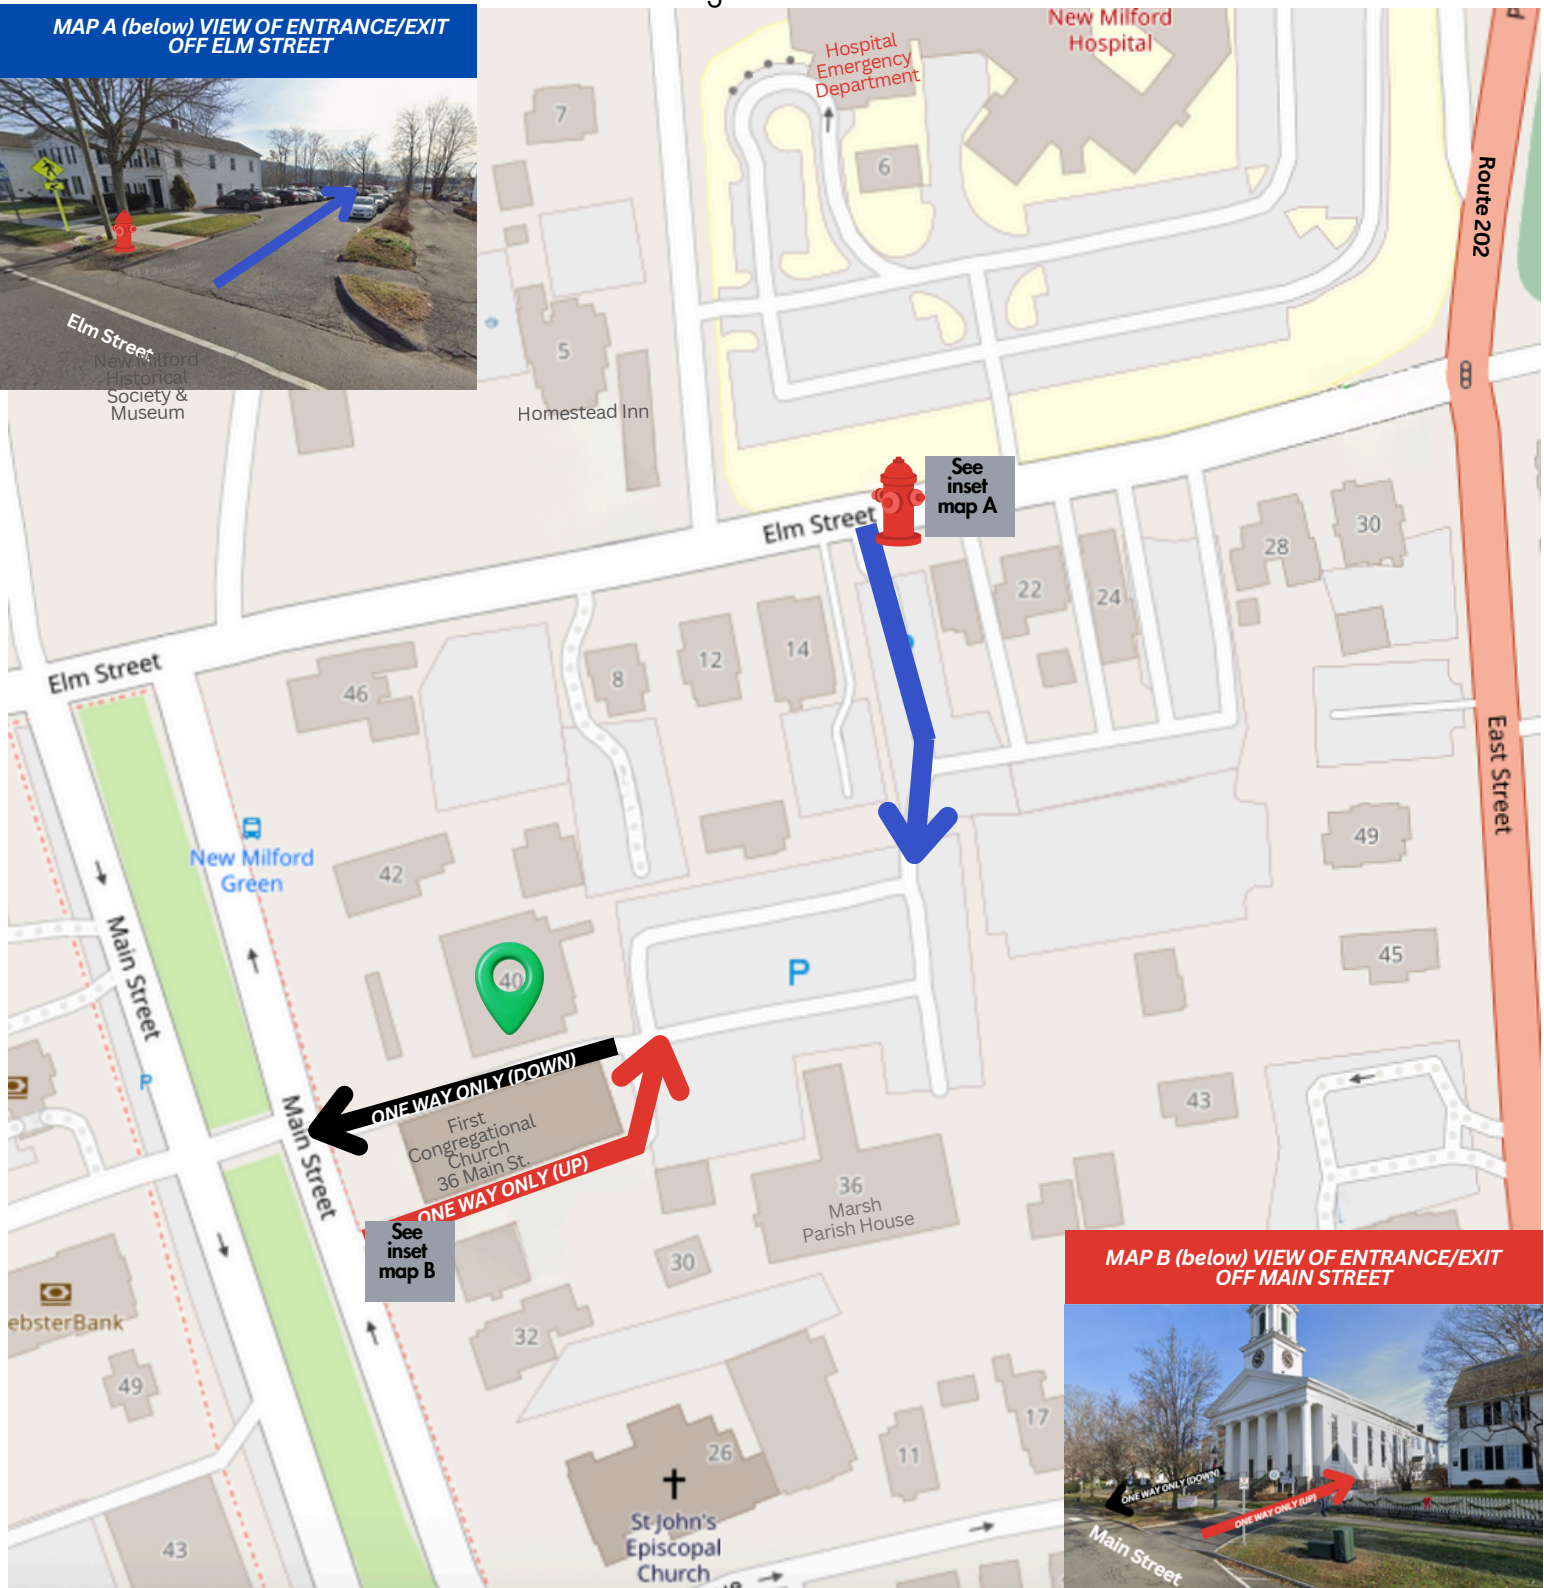 MAP A (below) VIEW OF ENTRANCE/EXIT
OFF ELM STREET
Elm Street
New Milford
Historical
Society &
Museum
New Milford
Hospital
Hospital
Emergency
Department
7
6
5
Homestead Inn
Route 202
See
inset
map A
Elm Street
30
28
22
24
14
12
8
46
Elm Street
East Street
49
New Milford
Green
42
Main Street
40
P
45
P
ONE WAY ONLY (DOWN)
First
Congregational
Church
36 Main St.
ONE WAY ONLY (UP)
Main Street
43
36
Marsh
Parish House
See
inset
map B
30
32
ebsterBank
49
26
St John's
Episcopal
Church
11
17
43
MAP B (below) VIEW OF ENTRANCE/EXIT
OFF MAIN STREET
ONE WAY ONLY (DOWN)
ONE WAY ONLY (UP)
Main Street